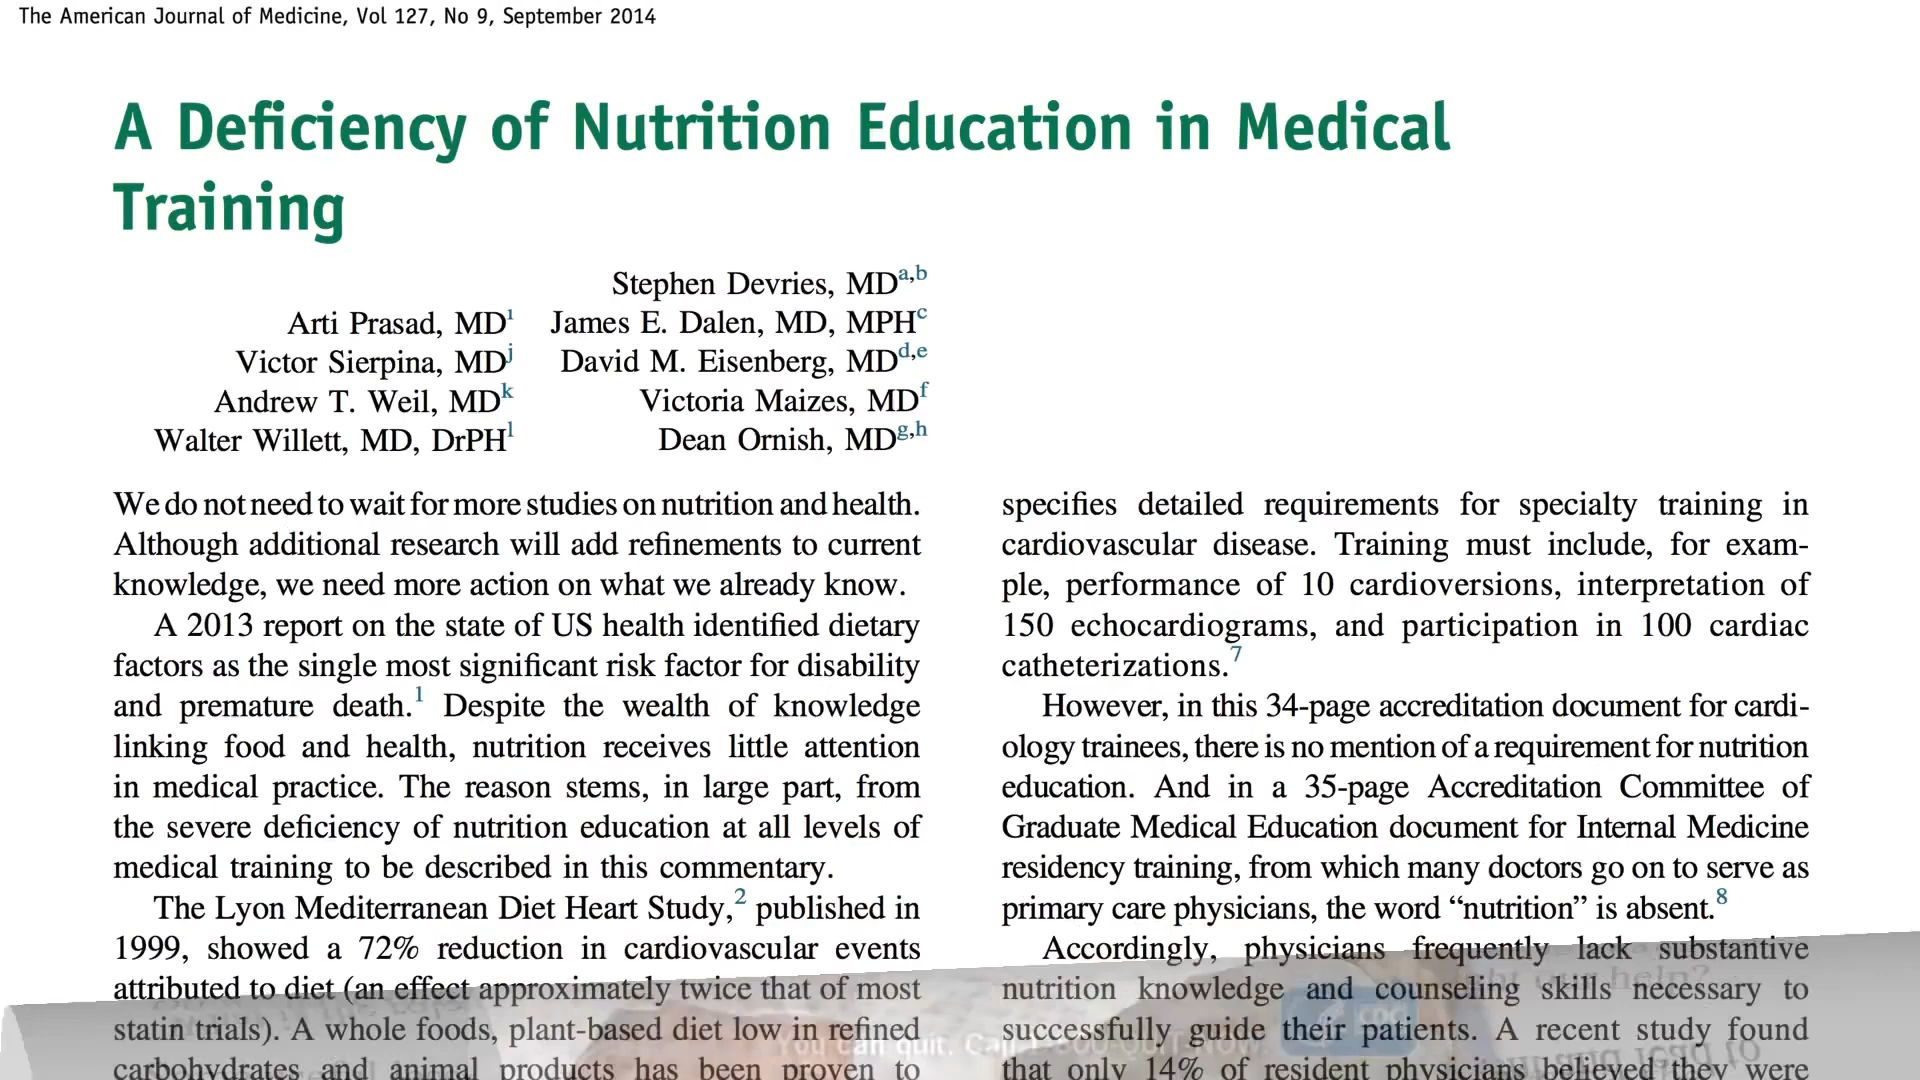 The American Journal of Medicine, Vol 127, No 9, September 2014
A Deficiency of Nutrition Education in Medical
Training
Stephen Devries, MDa,b
Arti Prasad, MDi James E. Dalen, MD, MPHc
Victor Sierpina, MDj David M. Eisenberg, MDd,e
Andrew T. Weil, MDk Victoria Maizes, MDf
Walter Willett, MD, DrPHl Dean Ornish, MDg,h
We do not need to wait for more studies on nutrition and health.
Although additional research will add refinements to current
knowledge, we need more action on what we already know.
A 2013 report on the state of US health identified dietary
factors as the single most significant risk factor for disability
and premature death.1 Despite the wealth of knowledge
linking food and health, nutrition receives little attention
in medical practice. The reason stems, in large part, from
the severe deficiency of nutrition education at all levels of
medical training to be described in this commentary.
The Lyon Mediterranean Diet Heart Study,2 published in
1999, showed a 72% reduction in cardiovascular events
attributed to diet (an effect approximately twice that of most
statin trials). A whole foods, plant-based diet low in refined
carbohydrates and animal products has been proven to
specifies detailed requirements for specialty training in
cardiovascular disease. Training must include, for exam-
ple, performance of 10 cardioversions, interpretation of
150 echocardiograms, and participation in 100 cardiac
catheterizations.7
However, in this 34-page accreditation document for cardi-
ology trainees, there is no mention of a requirement for nutrition
education. And in a 35-page Accreditation Committee of
Graduate Medical Education document for Internal Medicine
residency training, from which many doctors go on to serve as
primary care physicians, the word “nutrition” is absent.8
Accordingly, physicians frequently lack substantive
nutrition knowledge and counseling skills necessary to
successfully guide their patients. A recent study found
that only 14% of resident physicians believed they were
You can quit. Call 1-800-QUIT-NOW.
CDC